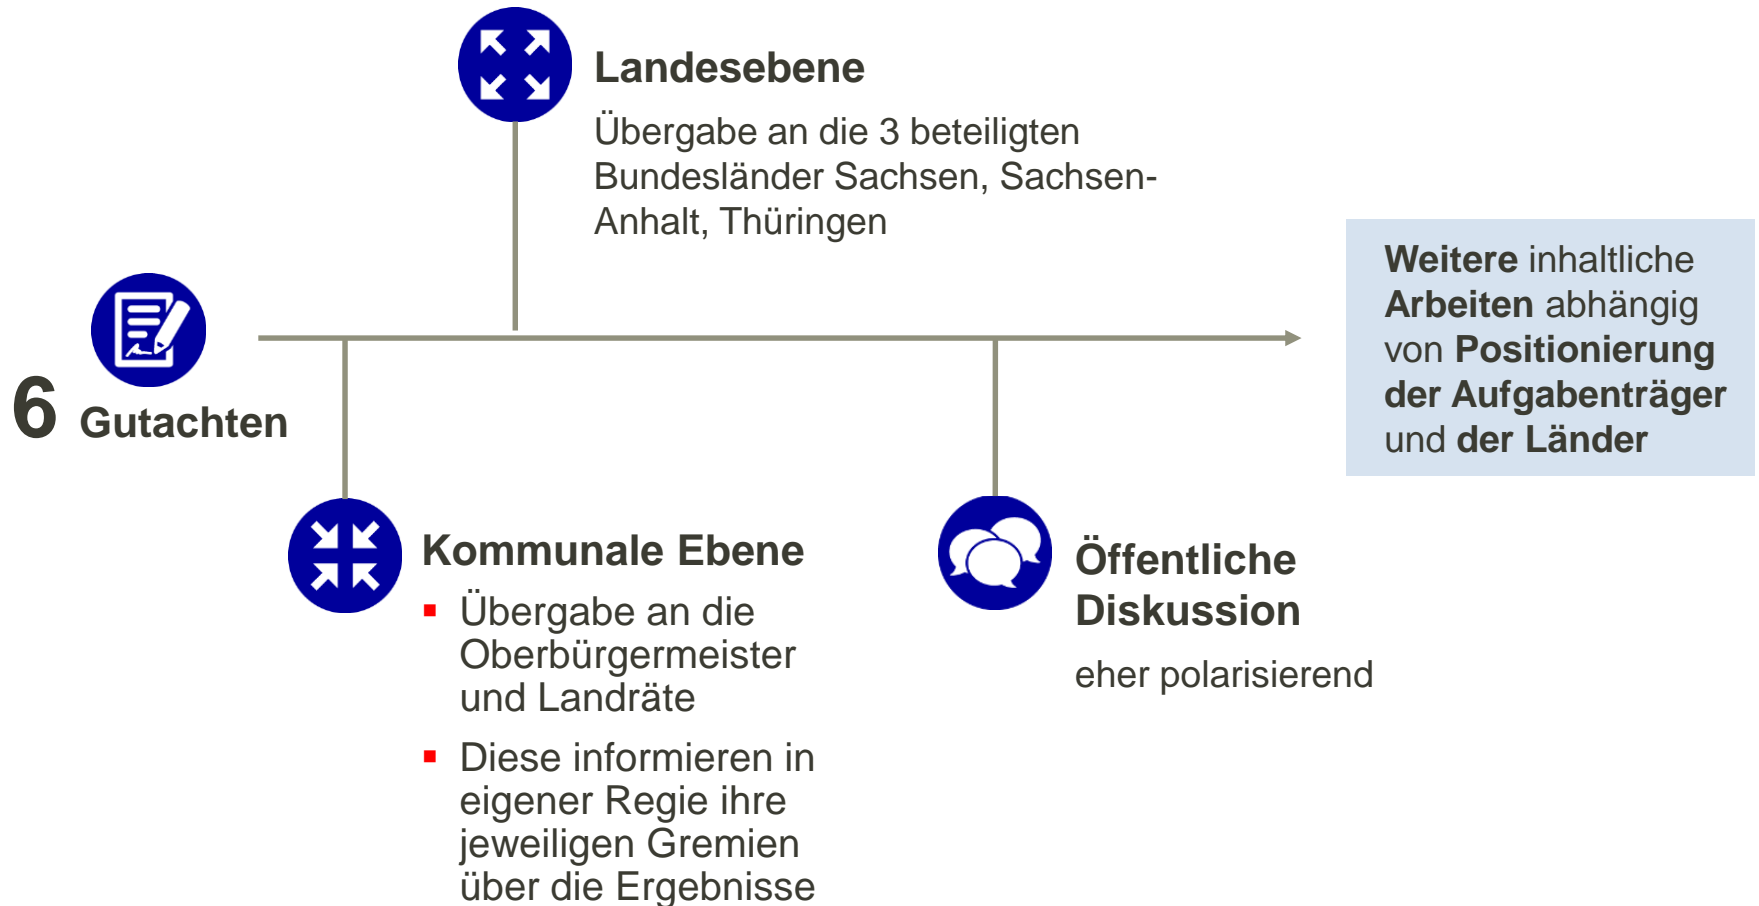 Landesebene
Übergabe an die 3 beteiligten
Bundesländer Sachsen, Sachsen-
Anhalt, Thüringen
6 Gutachten
Weitere inhaltliche
Arbeiten abhängig
von Positionierung
der Aufgabenträger
und der Länder
Kommunale Ebene
▪ Übergabe an die
Oberbürgermeister
und Landräte
▪ Diese informieren in
eigener Regie ihre
jeweiligen Gremien
über die Ergebnisse
Öffentliche
Diskussion
eher polarisierend